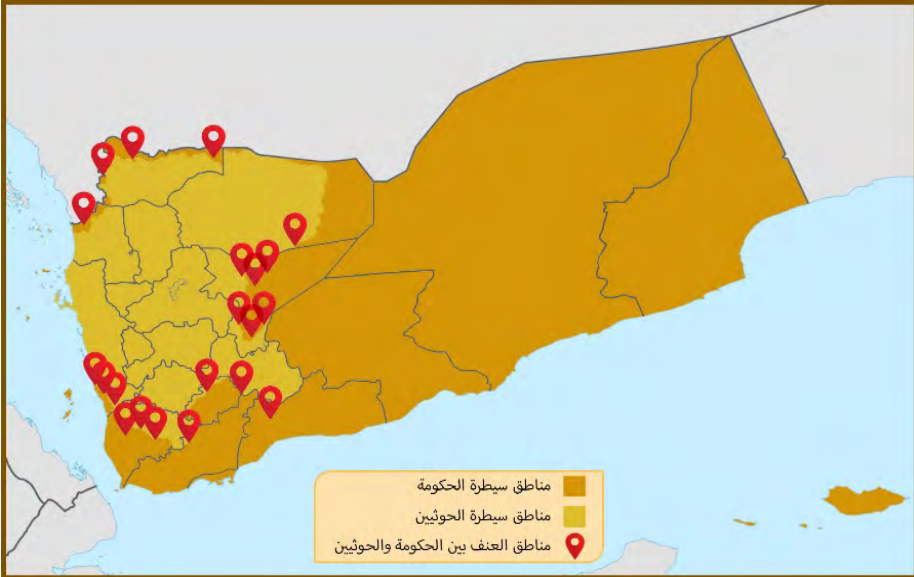 مناطق سيطرة الحكومة
مناطق سيطرة الحوثيين
مناطق العنف بين الحكومة والحوثيين